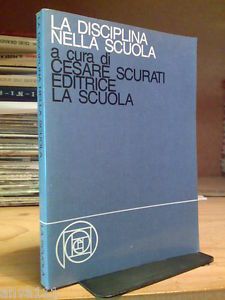 LA DISCIPLINA
NELLA SCUOLA
a cura di
CESARE SCURATI
EDITRICE
LA SCUOLA